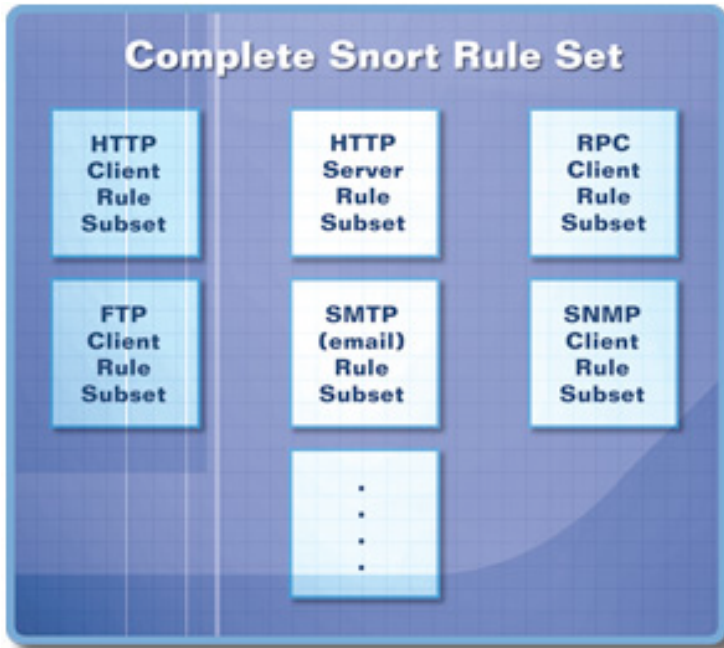 Complete Snort Rule Set
HTTP
Client
Rule
Subset
HTTP
Server
Rule
Subset
RPC
Client
Rule
Subset
FTP
Client
Rule
Subset
SMTP
(email)
Rule
Subset
SNMP
Client
Rule
Subset
.
.
.
.